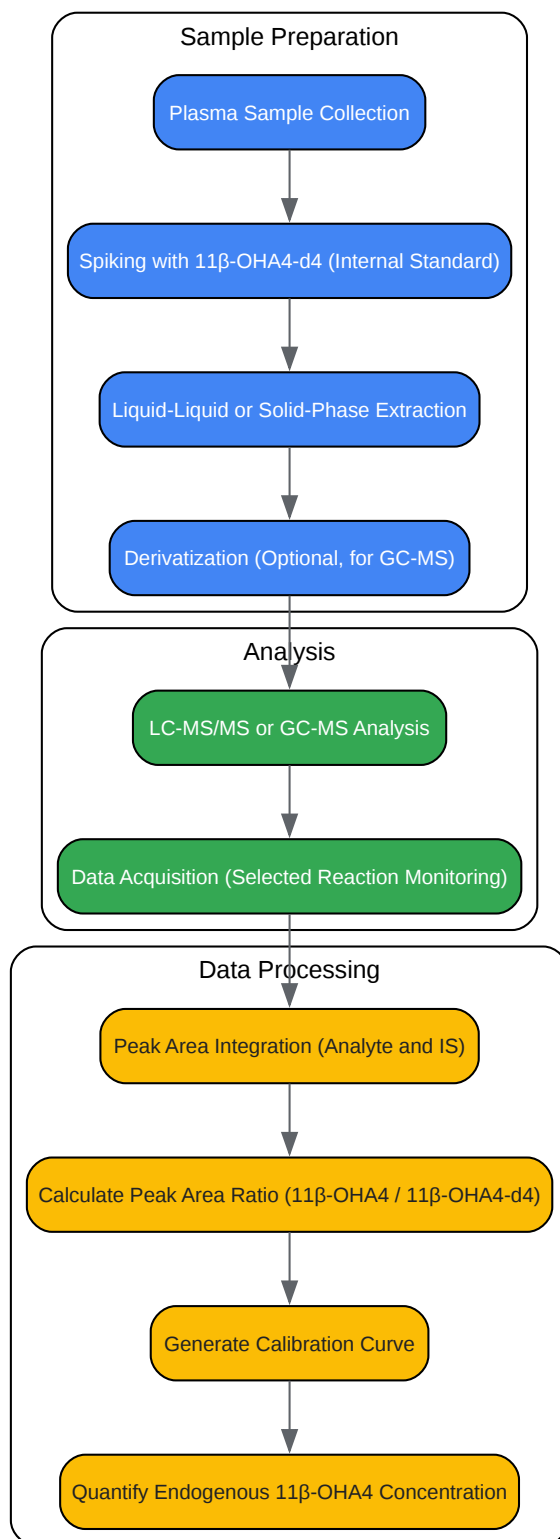 Sample Preparation
Plasma Sample Collection
Spiking with 11β-OHA4-d4 (Internal Standard)
Liquid-Liquid or Solid-Phase Extraction
Derivatization (Optional, for GC-MS)
Analysis
LC-MS/MS or GC-MS Analysis
Data Acquisition (Selected Reaction Monitoring)
Data Processing
Peak Area Integration (Analyte and IS)
Calculate Peak Area Ratio (11β-OHA4 / 11β-OHA4-d4)
Generate Calibration Curve
Quantify Endogenous 11β-OHA4 Concentration